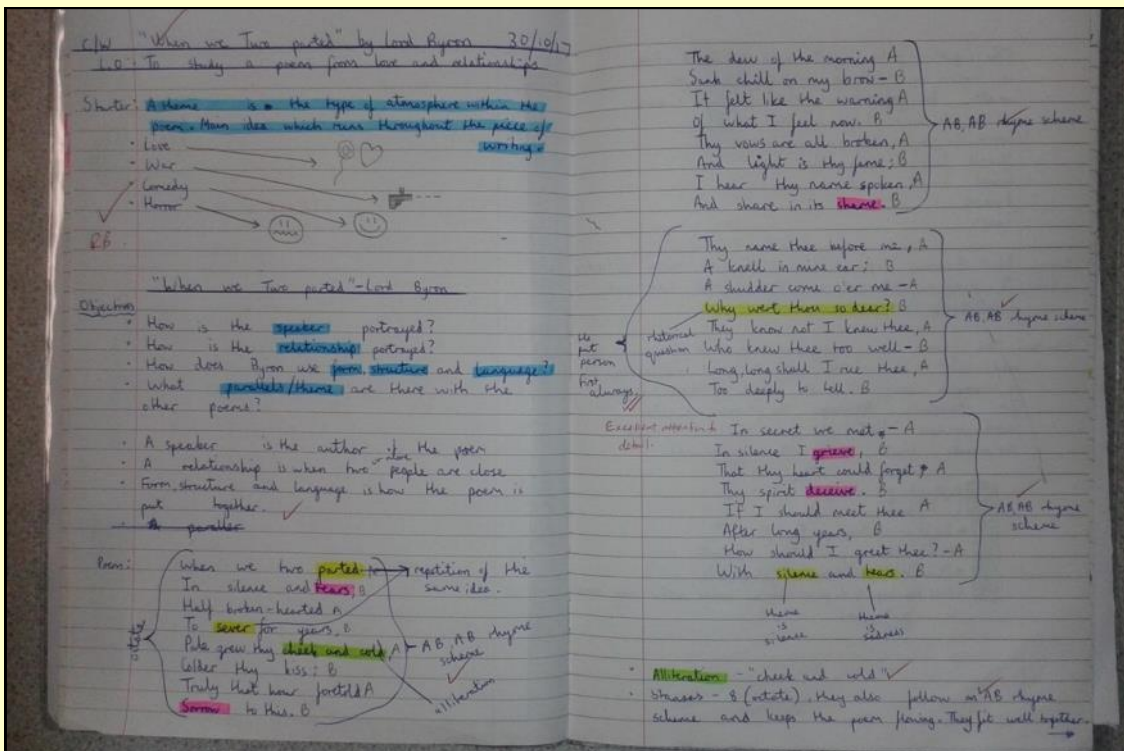 C/W "When we Two parted" by Lord Byron 30/10/17
L.O - To study a poem from love and relationships
Starter: A theme is the type of atmosphere within the
poem. Main idea which runs throughout the piece of
writing.
· Love
· War
· Comedy
· Horror
RB
"When we Two parted" - Lord Byron
Objectives
· How is the speaker portrayed?
· How is the relationship portrayed?
· How does Byron use form, structure and language?
· What parallels/theme are there with the
other poems?
· A speaker is the author of the poem
· A relationship is when two people are close
· Form, structure and language is how the poem is
put together.
Poem:
octate
When we two parted
In silence and tears, B
Half broken-hearted A
To sever for years, B
Pale grew thy cheek and cold, A
Colder thy kiss; B
Truly that hour foretold A
Sorrow to this. B
repetition of the
same idea.
AB, AB rhyme
scheme
alliteration
The dew of the morning A
Sunk chill on my brow - B
It felt like the warning A
Of what I feel now. B
Thy vows are all broken, A
And light is thy fame; B
I hear thy name spoken, A
And share in its shame. B
AB, AB rhyme scheme
Thy name thee before me, A
A knell in mine ear; B
A shudder come o'er me - A
Why wert thou so dear? B
They know not I knew thee, A
Who knew thee too well - B
Long, long shall I rue thee, A
Too deeply to tell. B
rhetorical
question
put
person
first,
always.
AB, AB rhyme scheme
Excellent attention to
detail.
In secret we met - A
In silence I grieve, B
That thy heart could forget, A
Thy spirit deceive. B
If I should meet thee A
After long years, B
How should I greet thee? - A
With silence and tears. B
AB, AB rhyme
scheme
theme
is
silence
theme
is
sadness
· Alliteration - "cheek and cold"
· Stanzas - 8 (octate). they also follow an AB rhyme
scheme and keeps the poem flowing. They fit well together.